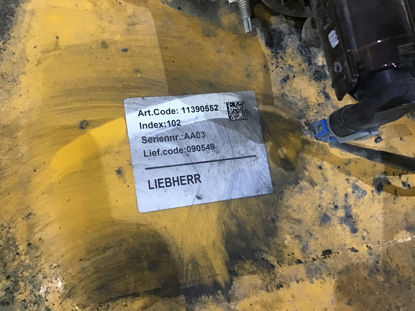 Art.Code: 11390552
Index:102
Seriennr.:AA03
Lief.code:090549
LIEBHERR